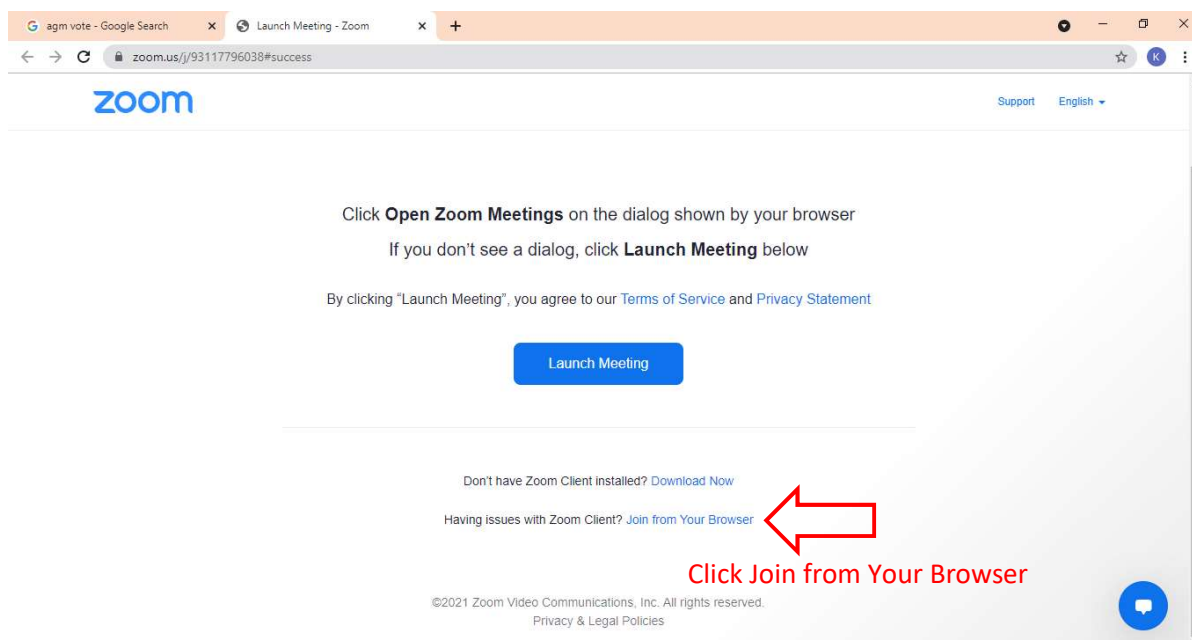 agm vote - Google Search
Launch Meeting - Zoom
zoom.us/j/93117796038#success
K
zoom
Support
English
Click Open Zoom Meetings on the dialog shown by your browser
If you don't see a dialog, click Launch Meeting below
By clicking “Launch Meeting”, you agree to our Terms of Service and Privacy Statement
Launch Meeting
Don't have Zoom Client installed? Download Now
Having issues with Zoom Client? Join from Your Browser
Click Join from Your Browser
©2021 Zoom Video Communications, Inc. All rights reserved.
Privacy & Legal Policies